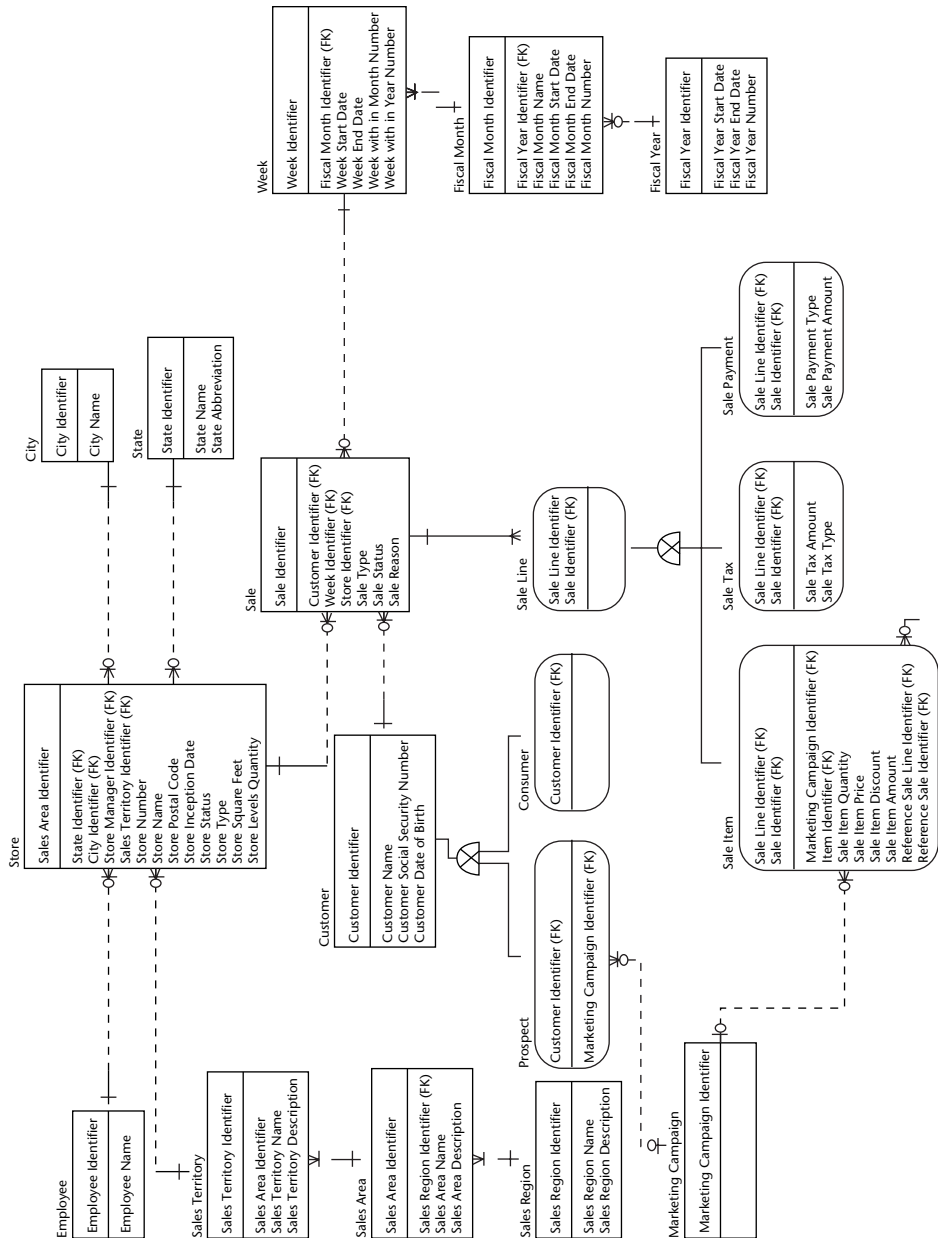 Employee
Employee Identifier
Employee Name
Sales Territory
Sales Territory Identifier
Sales Area Identifier
Sales Territory Name
Sales Territory Description
Sales Area
Sales Area Identifier
Sales Region Identifier (FK)
Sales Area Name
Sales Area Description
Sales Region
Sales Region Identifier
Sales Region Name
Sales Region Description
Marketing Campaign
Marketing Campaign Identifier
Store
Sales Area Identifier
State Identifier (FK)
City Identifier (FK)
Store Manager Identifier (FK)
Sales Territory Identifier (FK)
Store Number
Store Name
Store Postal Code
Store Inception Date
Store Status
Store Type
Store Square Feet
Store Levels Quantity
Customer
Customer Identifier
Customer Name
Customer Social Security Number
Customer Date of Birth
Prospect
Customer Identifier (FK)
Marketing Campaign Identifier (FK)
Consumer
Customer Identifier (FK)
City
City Identifier
City Name
State
State Identifier
State Name
State Abbreviation
Sale
Sale Identifier
Customer Identifier (FK)
Week Identifier (FK)
Store Identifier (FK)
Sale Type
Sale Status
Sale Reason
Sale Line
Sale Line Identifier
Sale Identifier (FK)
Sale Item
Sale Line Identifier (FK)
Sale Identifier (FK)
Marketing Campaign Identifier (FK)
Item Identifier (FK)
Sale Item Quantity
Sale Item Price
Sale Item Discount
Sale Item Amount
Reference Sale Line Identifier (FK)
Reference Sale Identifier (FK)
Sale Tax
Sale Line Identifier (FK)
Sale Identifier (FK)
Sale Tax Amount
Sale Tax Type
Sale Payment
Sale Line Identifier (FK)
Sale Identifier (FK)
Sale Payment Type
Sale Payment Amount
Week
Week Identifier
Fiscal Month Identifier (FK)
Week Start Date
Week End Date
Week with in Month Number
Week with in Year Number
Fiscal Month
Fiscal Month Identifier
Fiscal Year Identifier (FK)
Fiscal Month Name
Fiscal Month Start Date
Fiscal Month End Date
Fiscal Month Number
Fiscal Year
Fiscal Year Identifier
Fiscal Year Start Date
Fiscal Year End Date
Fiscal Year Number